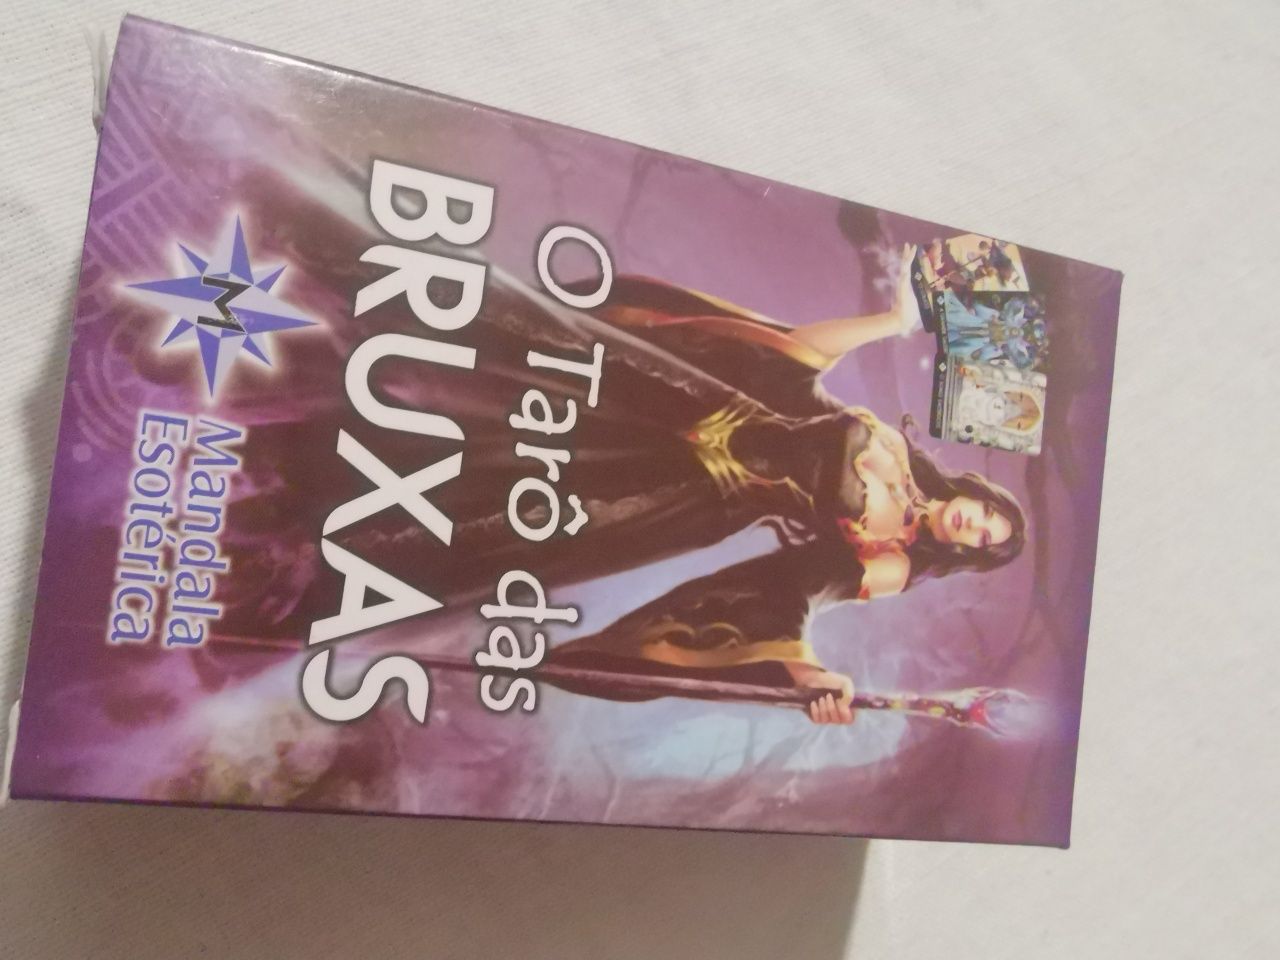 O Tarô das
BRUXAS
M
Mandala
Esotérica